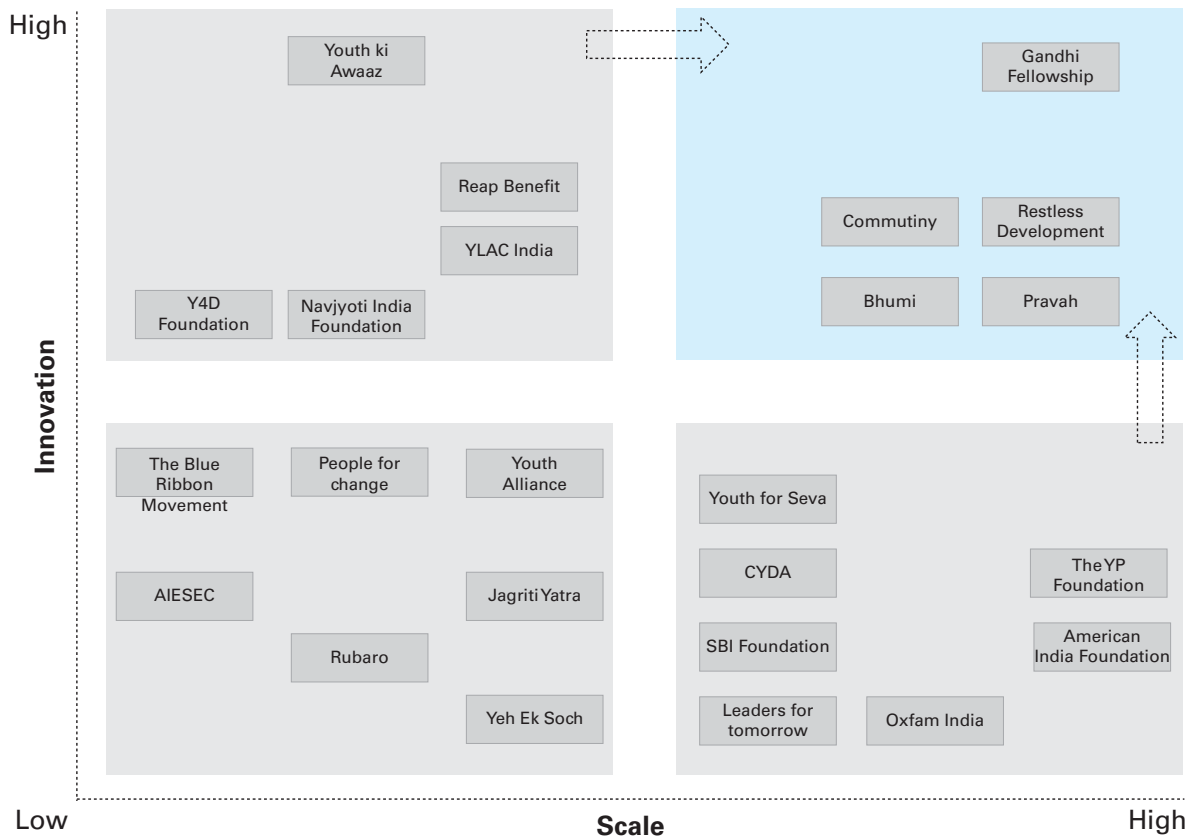 High
Youth ki
Awaaz
Gandhi
Fellowship
Reap Benefit
YLAC India
Commutiny
Restless
Development
Y4D
Foundation
Navjyoti India
Foundation
Bhumi
Pravah
Innovation
The Blue
Ribbon
Movement
People for
change
Youth
Alliance
Youth for Seva
AIESEC
Jagriti Yatra
CYDA
The YP
Foundation
Rubaro
SBI Foundation
American
India Foundation
Yeh Ek Soch
Leaders for
tomorrow
Oxfam India
Low
Scale
High